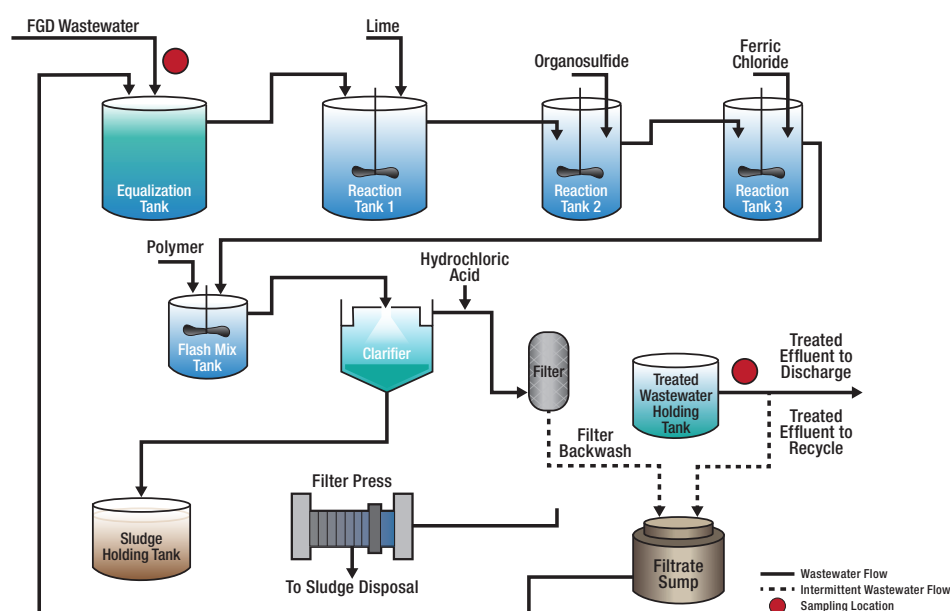 FGD Wastewater
Lime
Organosulfide
Ferric
Chloride
Equalization
Tank
Reaction
Tank 1
Reaction
Tank 2
Reaction
Tank 3
Polymer
Hydrochloric
Acid
Flash Mix
Tank
Clarifier
Filter
Treated
Wastewater
Holding
Tank
Treated
Effluent to
Discharge
Treated
Effluent to
Recycle
Filter
Backwash
Filter Press
Sludge
Holding Tank
To Sludge Disposal
Filtrate
Sump
Wastewater Flow
Intermittent Wastewater Flow
Sampling Location